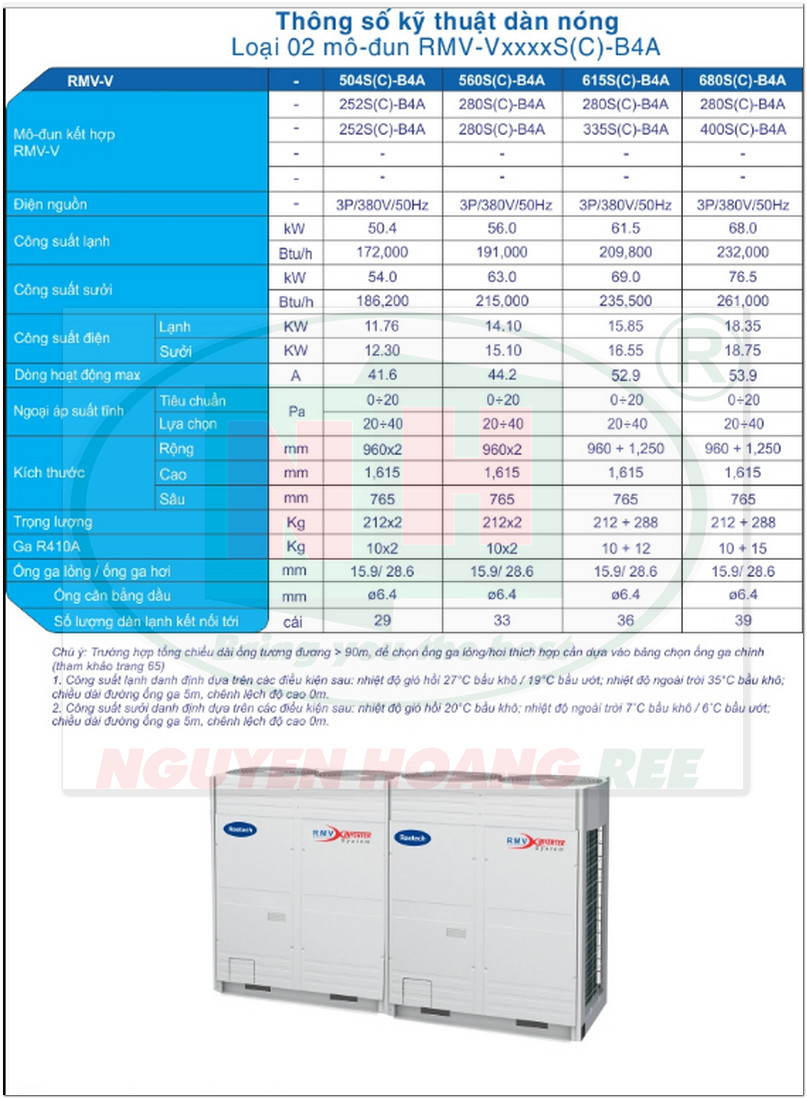 Thông số kỹ thuật dàn nóng
Loại 02 mô-đun RMV-VxxxxS(C)-B4A
RMV-V - 504S(C)-B4A 560S(C)-B4A 615S(C)-B4A 680S(C)-B4A
Mô-đun kết hợp
RMV-V
- 252S(C)-B4A 280S(C)-B4A 280S(C)-B4A 280S(C)-B4A
- 252S(C)-B4A 280S(C)-B4A 335S(C)-B4A 400S(C)-B4A
- - - - -
- - - - -
Điện nguồn - 3P/380V/50Hz 3P/380V/50Hz 3P/380V/50Hz 3P/380V/50Hz
Công suất lạnh kW 50.4 56.0 61.5 68.0
Btu/h 172,000 191,000 209,800 232,000
Công suất sưởi kW 54.0 63.0 69.0 76.5
Btu/h 186,200 215,000 235,500 261,000
Công suất điện Lạnh KW 11.76 14.10 15.85 18.35
Sưởi KW 12.30 15.10 16.55 18.75
Dòng hoạt động max A 41.6 44.2 52.9 53.9
Ngoại áp suất tĩnh Tiêu chuẩn Pa 0÷20 0÷20 0÷20 0÷20
Lựa chọn 20÷40 20÷40 20÷40 20÷40
Kích thước Rộng mm 960x2 960x2 960 + 1,250 960 + 1,250
Cao mm 1,615 1,615 1,615 1,615
Sâu mm 765 765 765 765
Trọng lượng Kg 212x2 212x2 212 + 288 212 + 288
Ga R410A Kg 10x2 10x2 10 + 12 10 + 15
Ống ga lỏng / ống ga hơi mm 15.9/ 28.6 15.9/ 28.6 15.9/ 28.6 15.9/ 28.6
Ống cân bằng dầu mm ø6.4 ø6.4 ø6.4 ø6.4
Số lượng dàn lạnh kết nối tới cái 29 33 36 39
Bring you the best
Chú ý: Trường hợp tổng chiều dài ống tương đương > 90m, để chọn ống ga lỏng/hơi thích hợp cần dựa vào bảng chọn ống ga chính
(tham khảo trang 65)
1. Công suất lạnh danh định dựa trên các điều kiện sau: nhiệt độ gió hồi 27°C bầu khô / 19°C bầu ướt; nhiệt độ ngoài trời 35°C bầu khô;
chiều dài đường ống ga 5m, chênh lệch độ cao 0m.
2. Công suất sưởi danh định dựa trên các điều kiện sau: nhiệt độ gió hồi 20°C bầu khô; nhiệt độ ngoài trời 7°C bầu khô / 6°C bầu ướt;
chiều dài đường ống ga 5m, chênh lệch độ cao 0m.
NH ®
NGUYEN HOANG REE
Reetech RMV X INVERTER System
Reetech RMV X INVERTER System